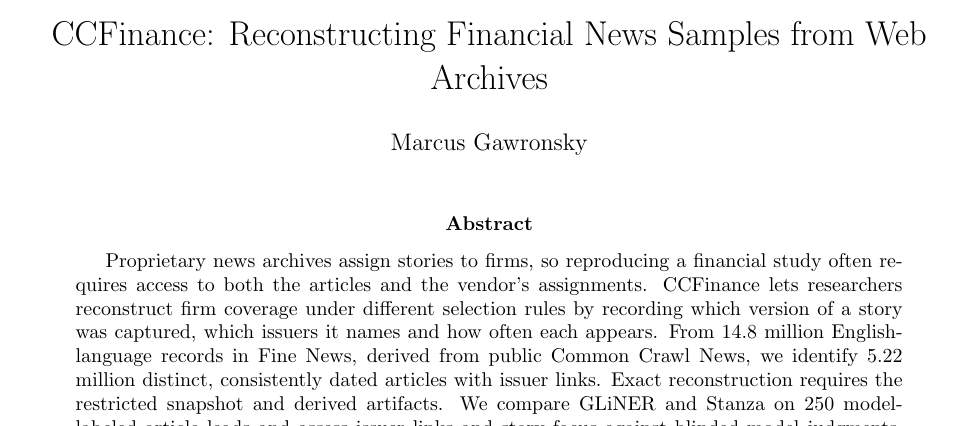 CCFinance: Reconstructing Financial News Samples from Web
Archives
Marcus Gawronsky
Abstract
Proprietary news archives assign stories to firms, so reproducing a financial study often re-
quires access to both the articles and the vendor's assignments. CCFinance lets researchers
reconstruct firm coverage under different selection rules by recording which version of a story
was captured, which issuers it names and how often each appears. From 14.8 million English-
language records in Fine News, derived from public Common Crawl News, we identify 5.22
million distinct, consistently dated articles with issuer links. Exact reconstruction requires the
restricted snapshot and derived artifacts. We compare GLiNER and Stanza on 250 model-